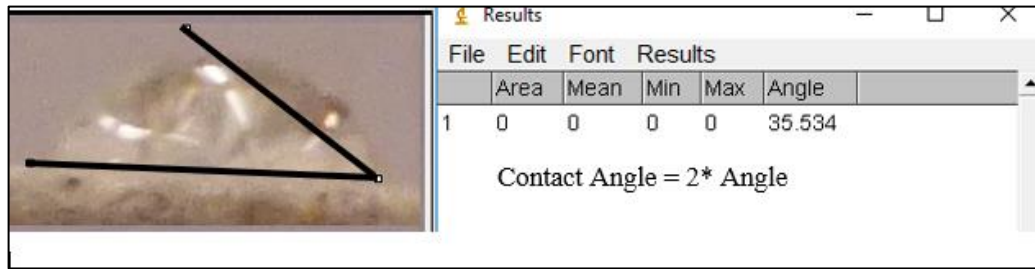 Results
File Edit Font Results
Area Mean Min Max Angle
1 0 0 0 0 35.534
Contact Angle = 2* Angle